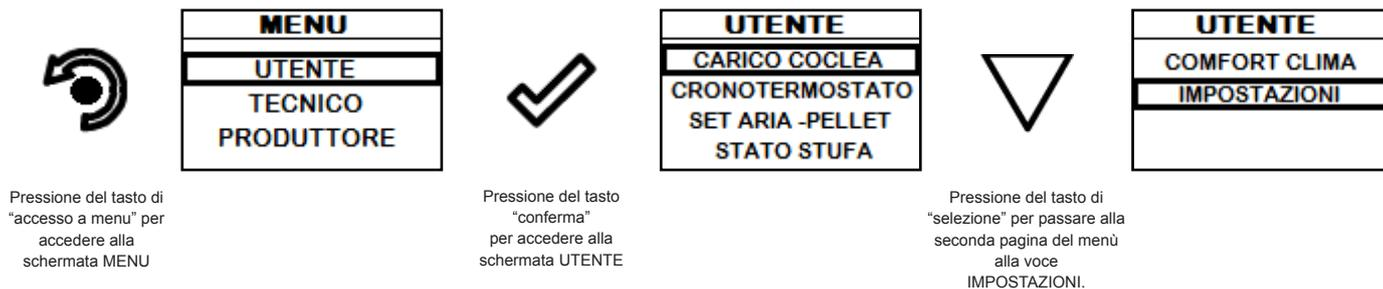 MENU
UTENTE
TECNICO
PRODUTTORE
UTENTE
CARICO COCLEA
CRONOTERMOSTATO
SET ARIA -PELLET
STATO STUFA
UTENTE
COMFORT CLIMA
IMPOSTAZIONI
Pressione del tasto di
“accesso a menu” per
accedere alla
schermata MENU
Pressione del tasto
“conferma”
per accedere alla
schermata UTENTE
Pressione del tasto di
“selezione” per passare alla
seconda pagina del menù
alla voce
IMPOSTAZIONI.